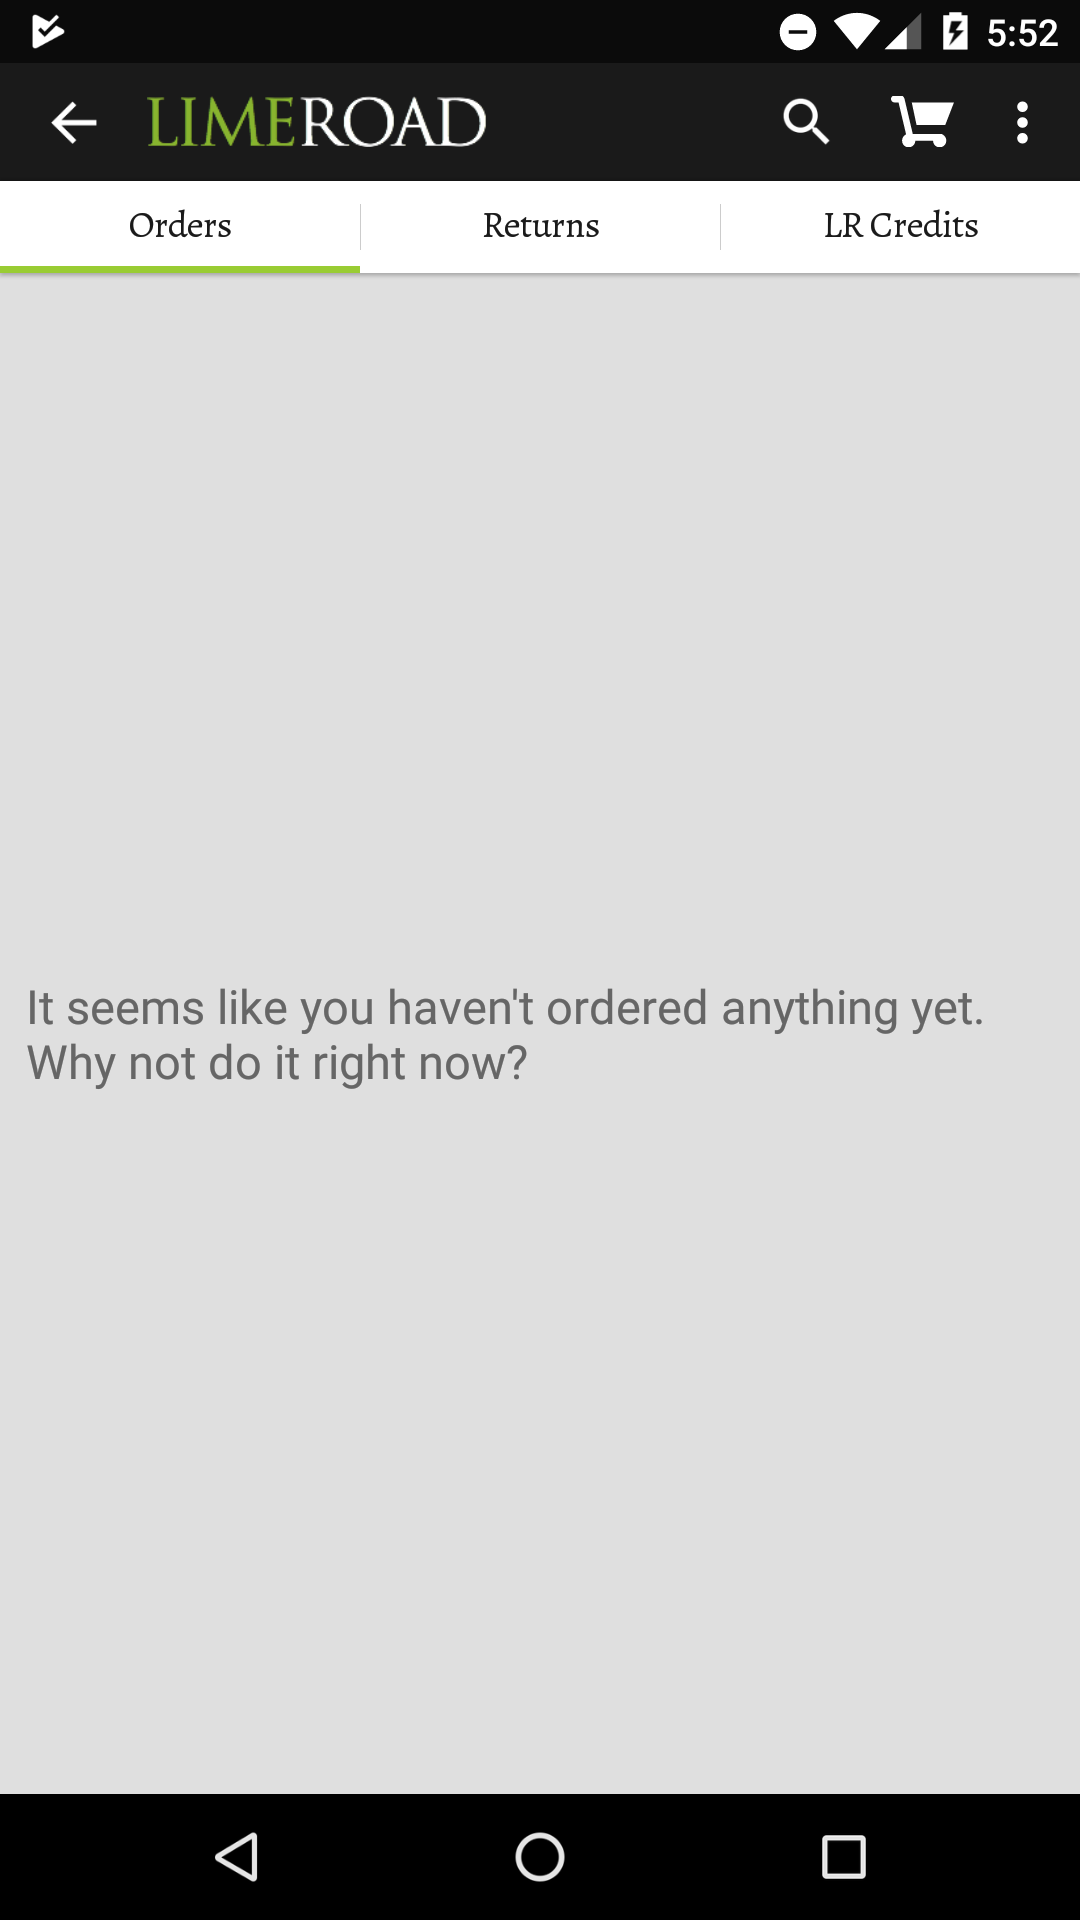 5:52
LIMEROAD
Orders Returns LR Credits
It seems like you haven't ordered anything yet.
Why not do it right now?